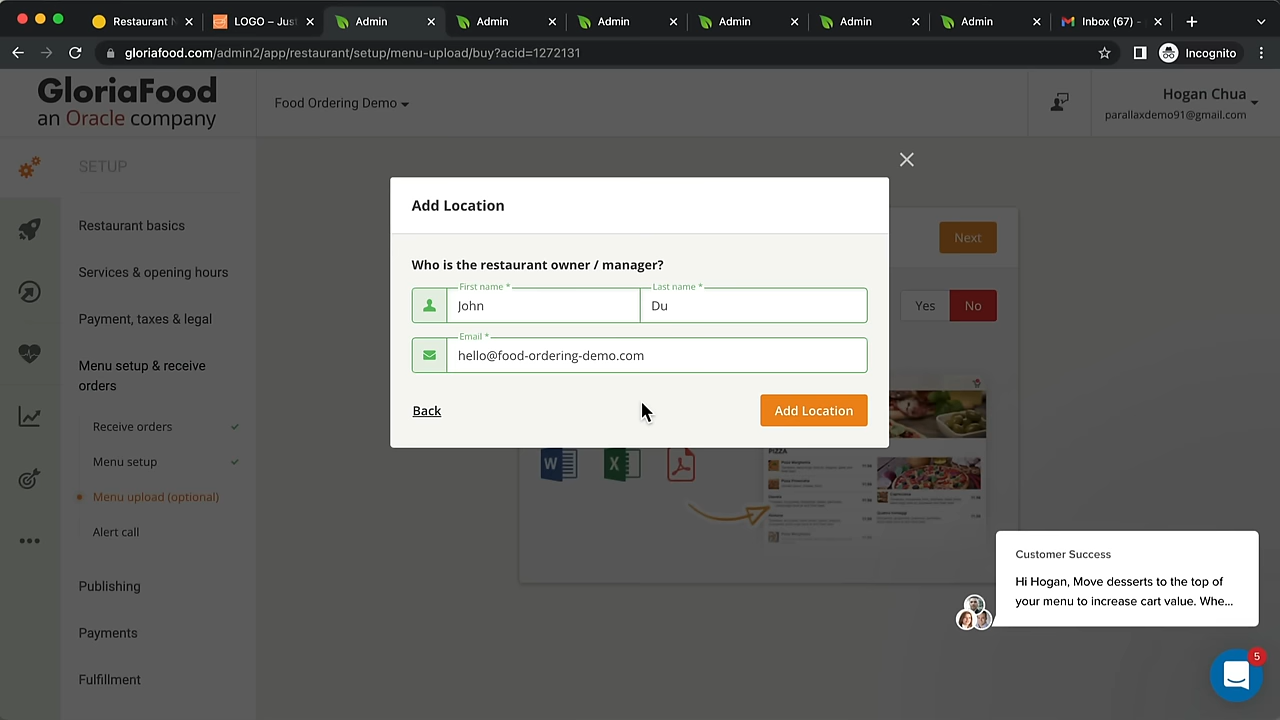 Restaurant N
LOGO – Jus
Admin
Admin
Admin
Admin
Admin
Admin
Inbox (67) -
gloriafood.com/admin2/app/restaurant/setup/menu-upload/buy?acid=1272131
Incognito
GloriaFood
an Oracle company
Food Ordering Demo
Hogan Chua
parallaxdemo91@gmail.com
SETUP
Restaurant basics
Services & opening hours
Payment, taxes & legal
Menu setup & receive
orders
Receive orders
Menu setup
Menu upload (optional)
Alert call
Publishing
Payments
Fulfillment
Next
Yes
No
Add Location
Who is the restaurant owner / manager?
First name *
Last name *
John
Du
Email *
hello@food-ordering-demo.com
Back
Add Location
W
X
PIZZA
Customer Success
Hi Hogan, Move desserts to the top of
your menu to increase cart value. Whe...
5